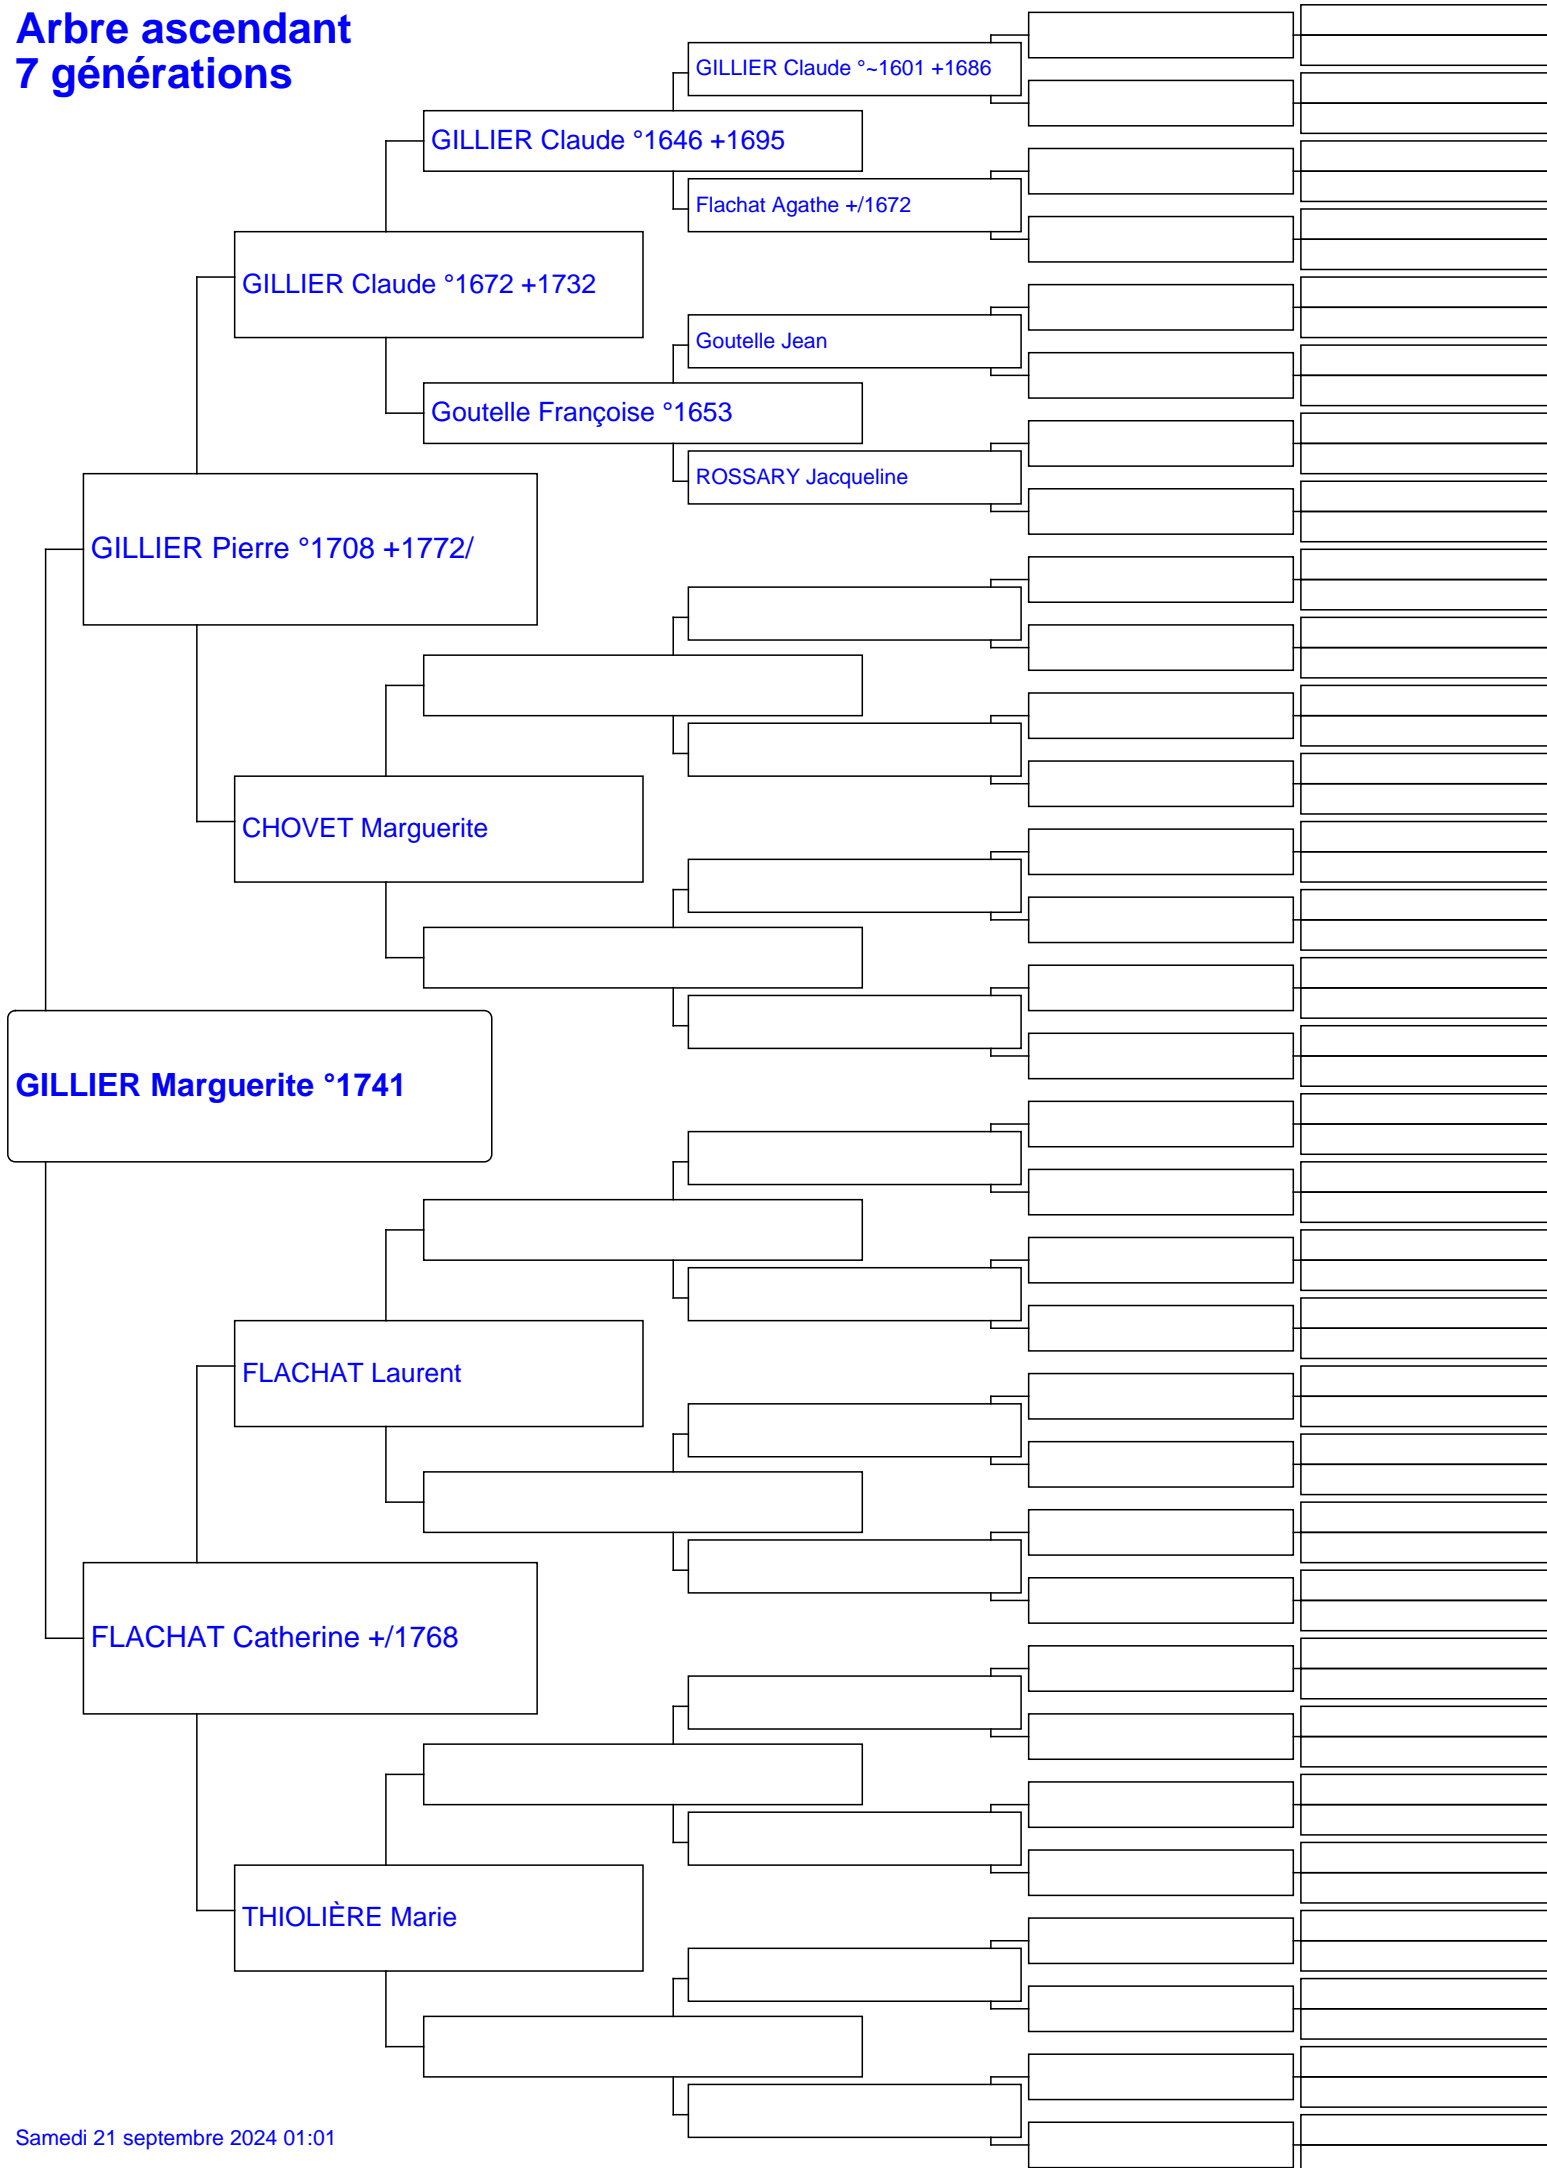 Arbre ascendant
7 générations
GILLIER Claude °~1601 +1686
GILLIER Claude °1646 +1695
Flachat Agathe +/1672
GILLIER Claude °1672 +1732
Goutelle Jean
Goutelle Françoise °1653
ROSSARY Jacqueline
GILLIER Pierre °1708 +1772/
CHOVET Marguerite
GILLIER Marguerite °1741
FLACHAT Laurent
FLACHAT Catherine +/1768
THIOLIÈRE Marie
Samedi 21 septembre 2024 01:01